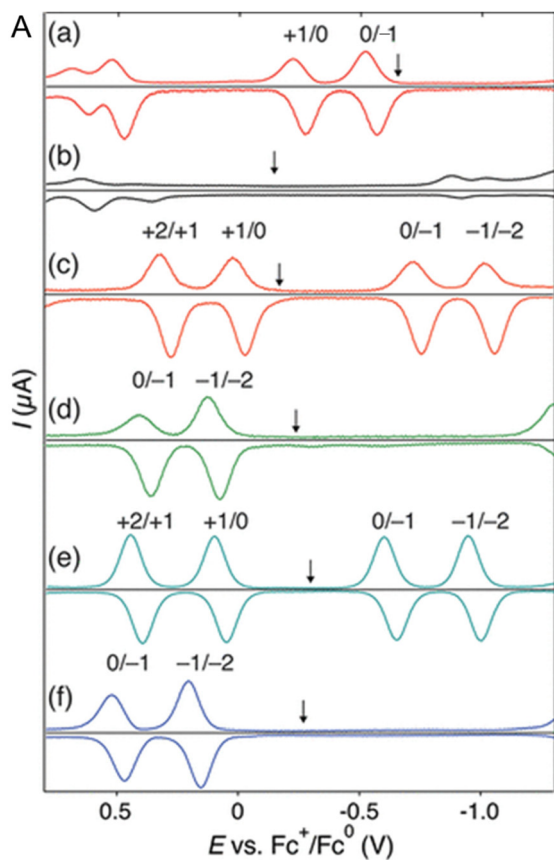 A
(a) +1/0 0/−1
(b)
+2/+1 +1/0 0/−1 −1/−2
(c)
0/−1 −1/−2
(d)
+2/+1 +1/0 0/−1 −1/−2
(e)
0/−1 −1/−2
(f)
I (μA)
0.5 0 -0.5 -1.0
E vs. Fc⁺/Fc⁰ (V)